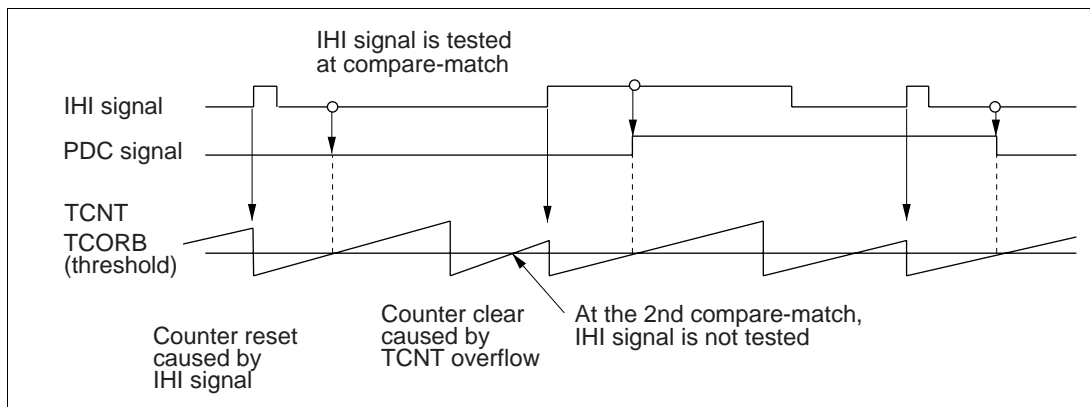 IHI signal is tested
at compare-match
IHI signal
PDC signal
TCNT
TCORB
(threshold)
Counter reset
caused by
IHI signal
Counter clear
caused by
TCNT overflow
At the 2nd compare-match,
IHI signal is not tested